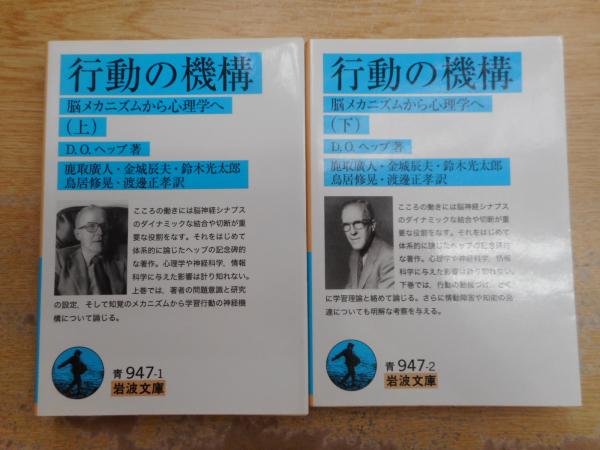 行動の機構
脳メカニズムから心理学へ
(上)
D.O.ヘッブ著
鹿取廣人・金城辰夫・鈴木光太郎
鳥居修晃・渡邊正孝訳
こころの働きには脳神経シナプス
のダイナミックな結合や切断が重
要な役割をなす。それをはじめて
体系的に論じたヘッブの記念碑的
な著作。心理学や神経科学、情報
科学に与えた影響は計り知れない。
上巻では、著者の問題意識と研究
の設定、そして知覚のメカニズムから学習行動の神経機
構について論じる。
青 947-1
岩波文庫
行動の機構
脳メカニズムから心理学へ
(下)
D.O.ヘッブ著
鹿取廣人・金城辰夫・鈴木光太郎
鳥居修晃・渡邊正孝訳
こころの働きには脳神経シナプス
のダイナミックな結合や切断が重
要な役割をなす。それをはじめて
体系的に論じたヘッブの記念碑的
な著作。心理学や神経科学、情報
科学に与えた影響は計り知れない。
下巻では、行動の動機づけ、とく
に学習理論と絡めて論じる。さらに情動障害や知能の発
達についても明解な考察を与える。
青 947-2
岩波文庫